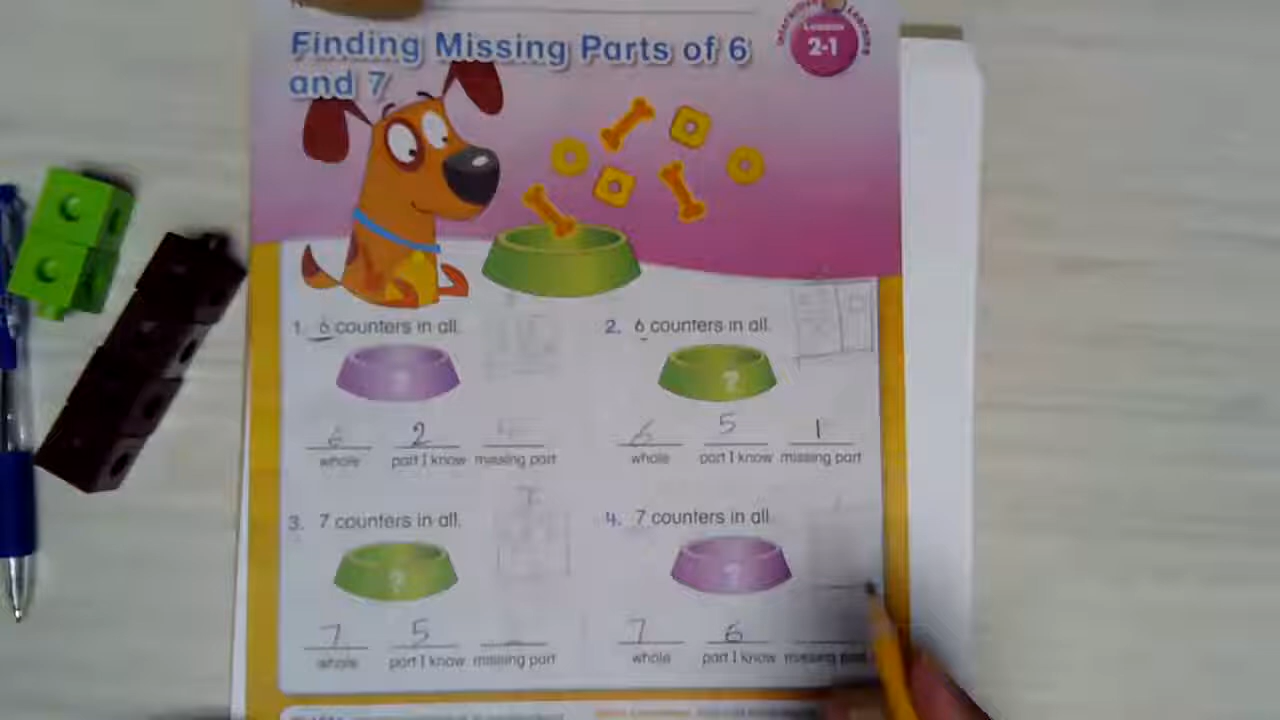 Lesson
2-1
Finding Missing Parts of 6
and 7
1. 6 counters in all.
?
6 2
whole part I know missing part
2. 6 counters in all.
?
6 5 1
whole part I know missing part
3. 7 counters in all.
?
7 5
whole part I know missing part
4. 7 counters in all.
?
7 6
whole part I know missing part